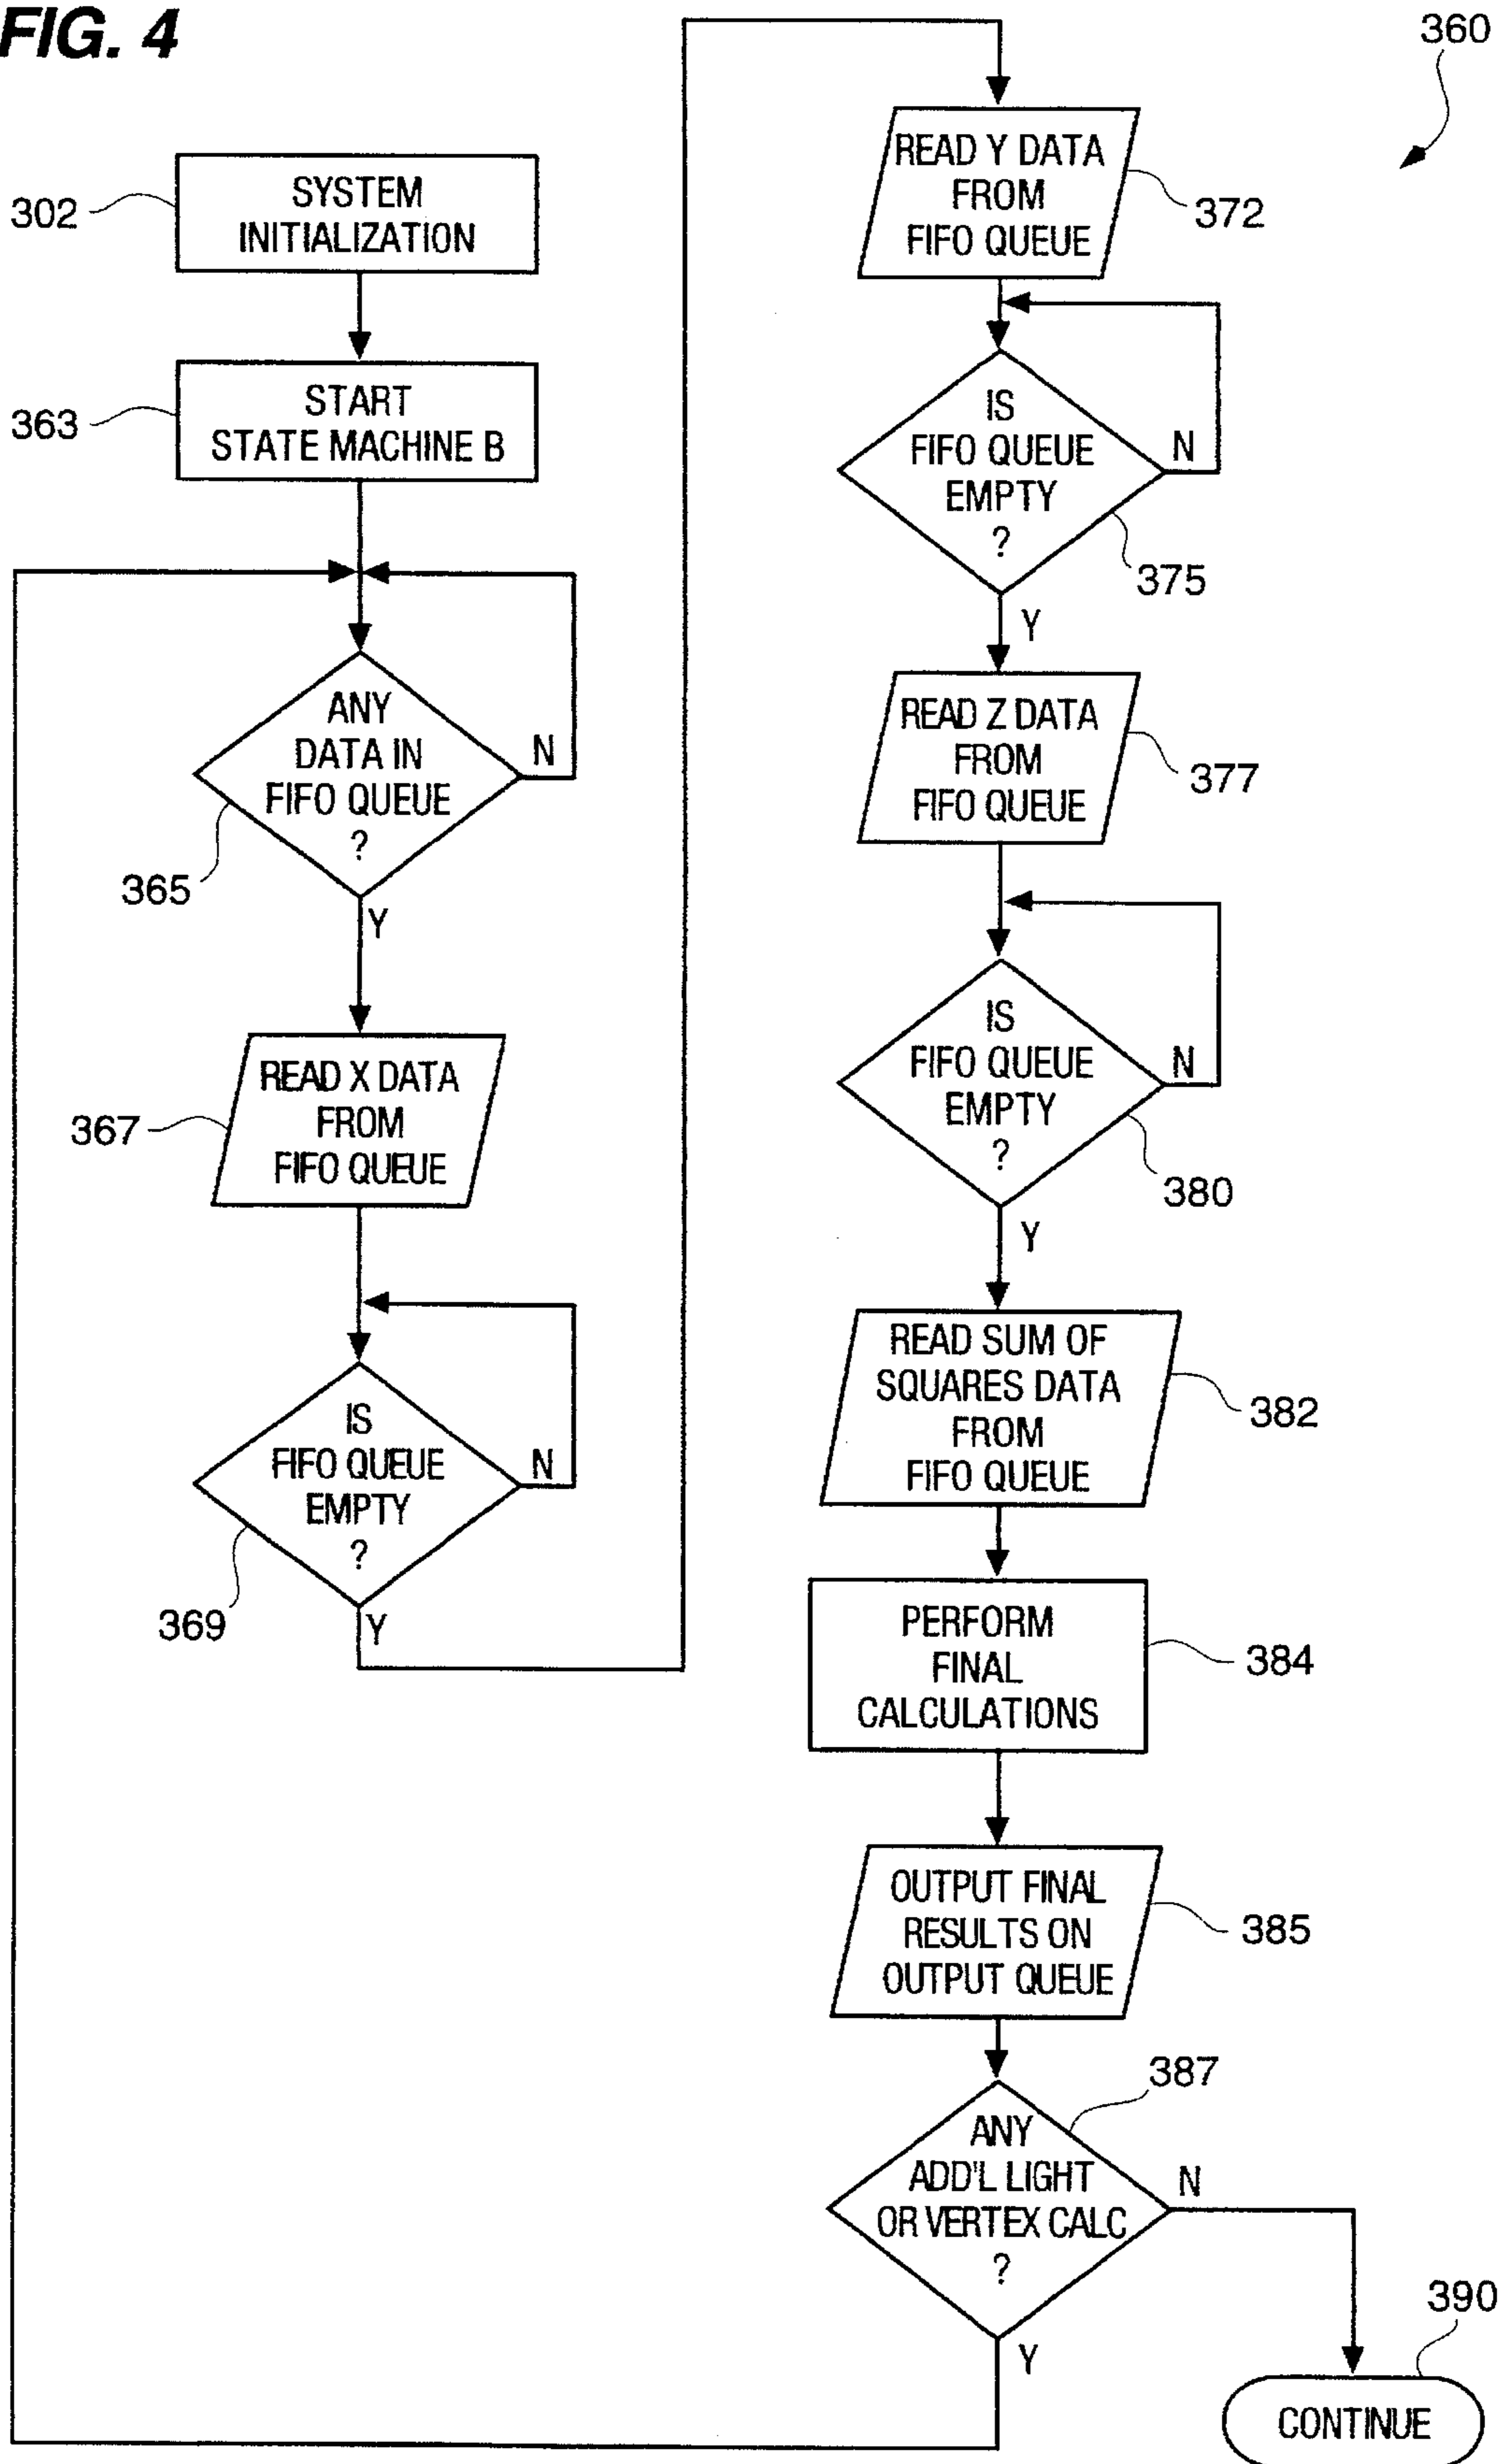 FIG. 4
360
302
SYSTEM
INITIALIZATION
363
START
STATE MACHINE B
365
ANY
DATA IN
FIFO QUEUE
?
N
Y
367
READ X DATA
FROM
FIFO QUEUE
369
IS
FIFO QUEUE
EMPTY
?
N
Y
READ Y DATA
FROM
FIFO QUEUE
372
IS
FIFO QUEUE
EMPTY
?
N
375
Y
READ Z DATA
FROM
FIFO QUEUE
377
IS
FIFO QUEUE
EMPTY
?
N
380
Y
READ SUM OF
SQUARES DATA
FROM
FIFO QUEUE
382
PERFORM
FINAL
CALCULATIONS
384
OUTPUT FINAL
RESULTS ON
OUTPUT QUEUE
385
387
ANY
ADD'L LIGHT
OR VERTEX CALC
?
N
Y
390
CONTINUE